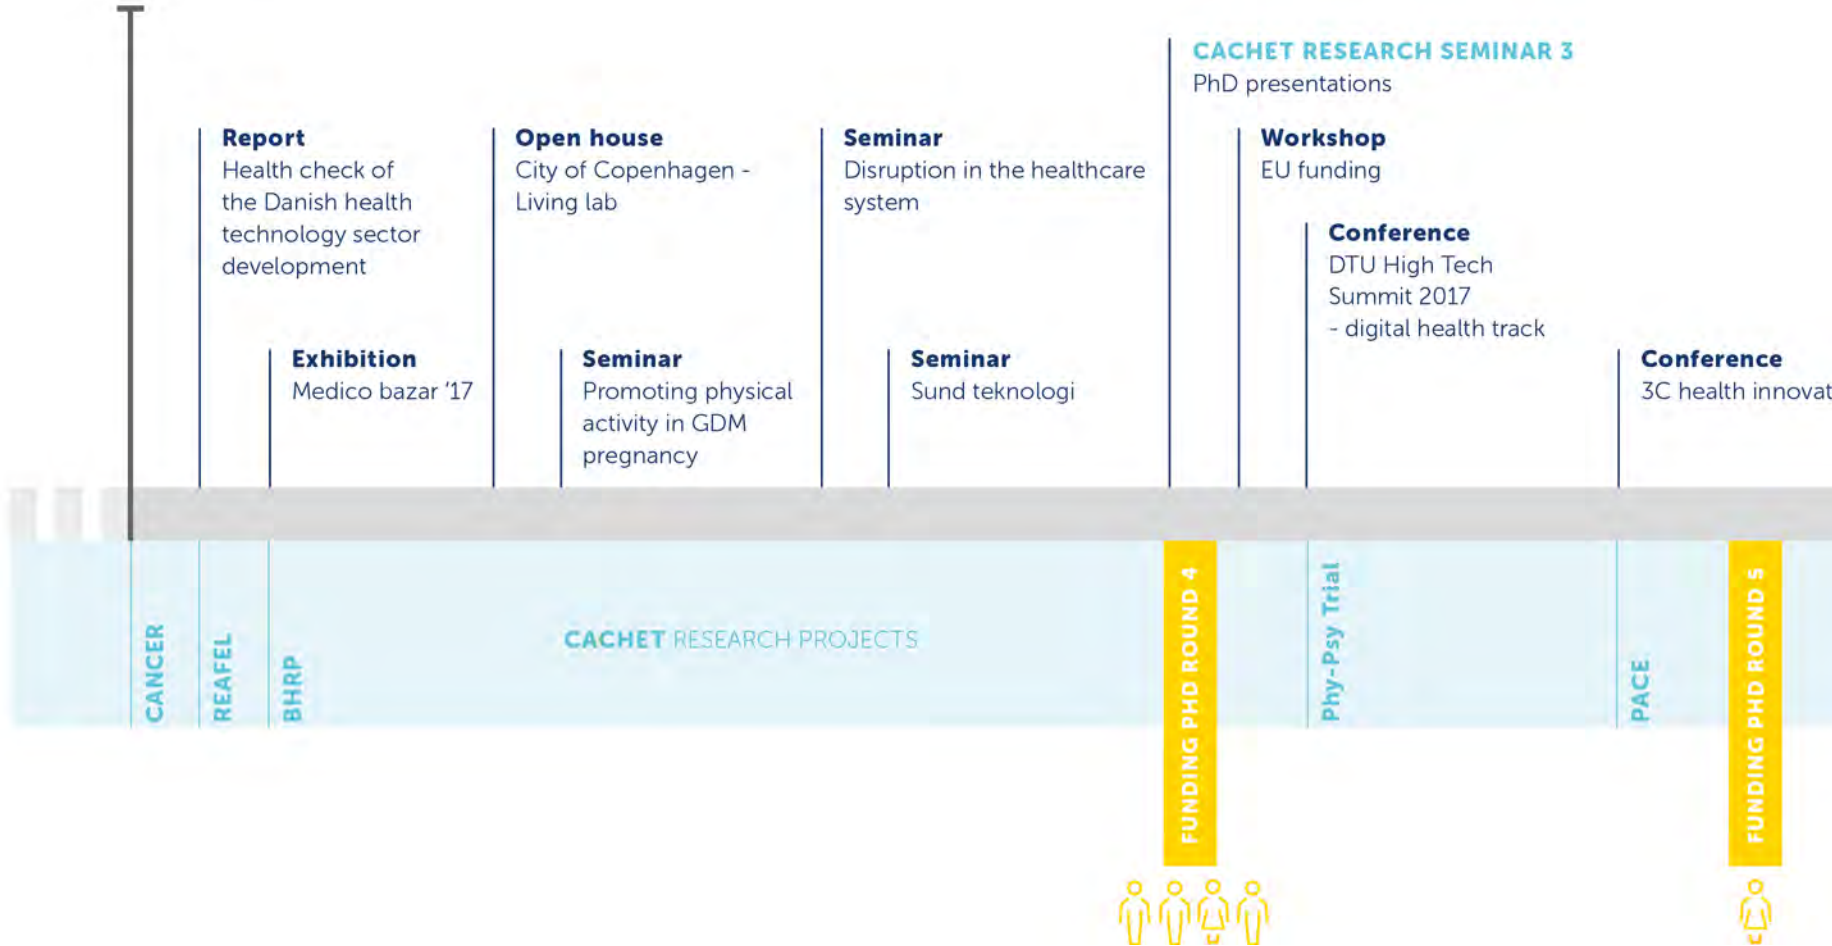 CACHET RESEARCH SEMINAR 3
PhD presentations
Report
Health check of
the Danish health
technology sector
development
Open house
City of Copenhagen -
Living lab
Seminar
Disruption in the healthcare
system
Workshop
EU funding
Conference
DTU High Tech
Summit 2017
- digital health track
Exhibition
Medico bazar '17
Seminar
Promoting physical
activity in GDM
pregnancy
Seminar
Sund teknologi
Conference
3C health innovat
CANCER
REAFEL
BHRP
CACHET RESEARCH PROJECTS
FUNDING PHD ROUND 4
Phy-Psy Trial
PACE
FUNDING PHD ROUND 5